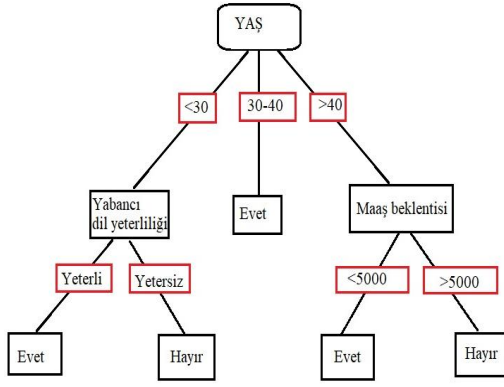 YAŞ
<30
30-40
>40
Yabancı
dil yeterliliği
Evet
Maaş beklentisi
Yeterli
Yetersiz
<5000
>5000
Evet
Hayır
Evet
Hayır